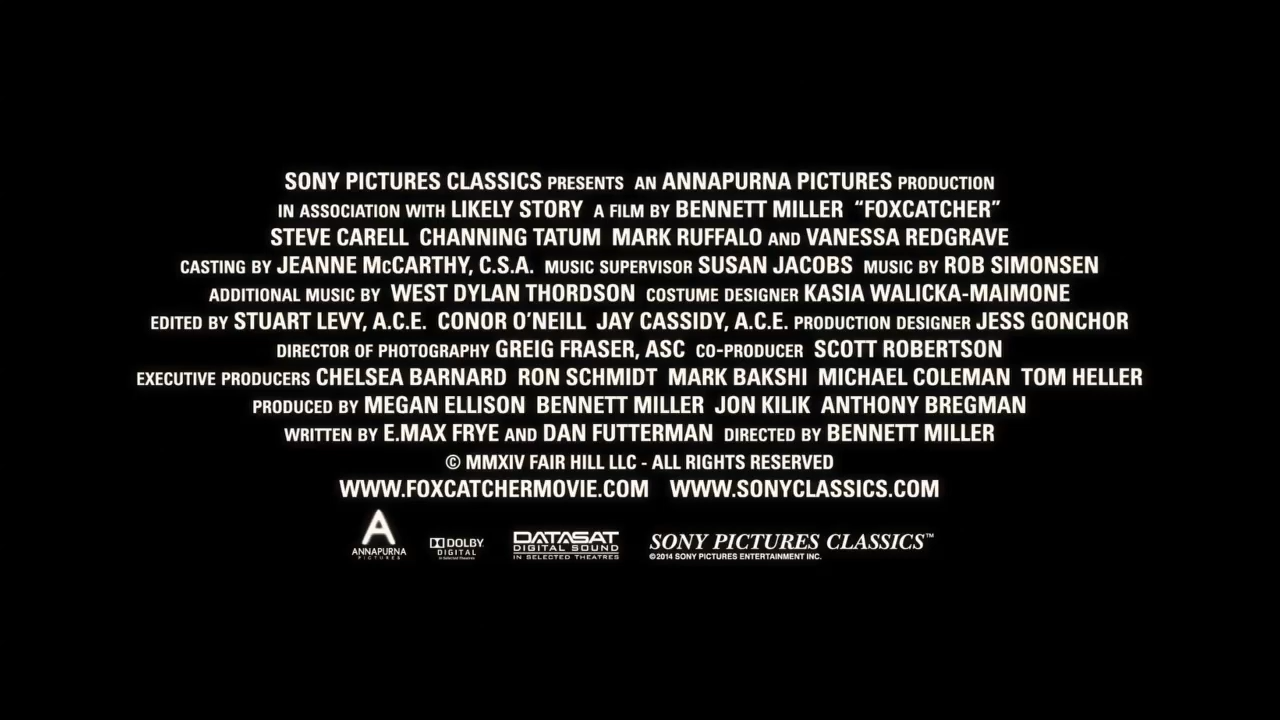 SONY PICTURES CLASSICS PRESENTS AN ANNAPURNA PICTURES PRODUCTION
IN ASSOCIATION WITH LIKELY STORY A FILM BY BENNETT MILLER “FOXCATCHER”
STEVE CARELL CHANNING TATUM MARK RUFFALO AND VANESSA REDGRAVE
CASTING BY JEANNE McCARTHY, C.S.A. MUSIC SUPERVISOR SUSAN JACOBS MUSIC BY ROB SIMONSEN
ADDITIONAL MUSIC BY WEST DYLAN THORDSON COSTUME DESIGNER KASIA WALICKA-MAIMONE
EDITED BY STUART LEVY, A.C.E. CONOR O’NEILL JAY CASSIDY, A.C.E. PRODUCTION DESIGNER JESS GONCHOR
DIRECTOR OF PHOTOGRAPHY GREIG FRASER, ASC CO-PRODUCER SCOTT ROBERTSON
EXECUTIVE PRODUCERS CHELSEA BARNARD RON SCHMIDT MARK BAKSHI MICHAEL COLEMAN TOM HELLER
PRODUCED BY MEGAN ELLISON BENNETT MILLER JON KILIK ANTHONY BREGMAN
WRITTEN BY E.MAX FRYE AND DAN FUTTERMAN DIRECTED BY BENNETT MILLER
© MMXIV FAIR HILL LLC - ALL RIGHTS RESERVED
WWW.FOXCATCHERMOVIE.COM WWW.SONYCLASSICS.COM
A
ANNAPURNA
PICTURES
DOLBY
DIGITAL
In Selected Theatres
DATASAT
DIGITAL SOUND
IN SELECTED THEATRES
SONY PICTURES CLASSICS™
©2014 SONY PICTURES ENTERTAINMENT INC.